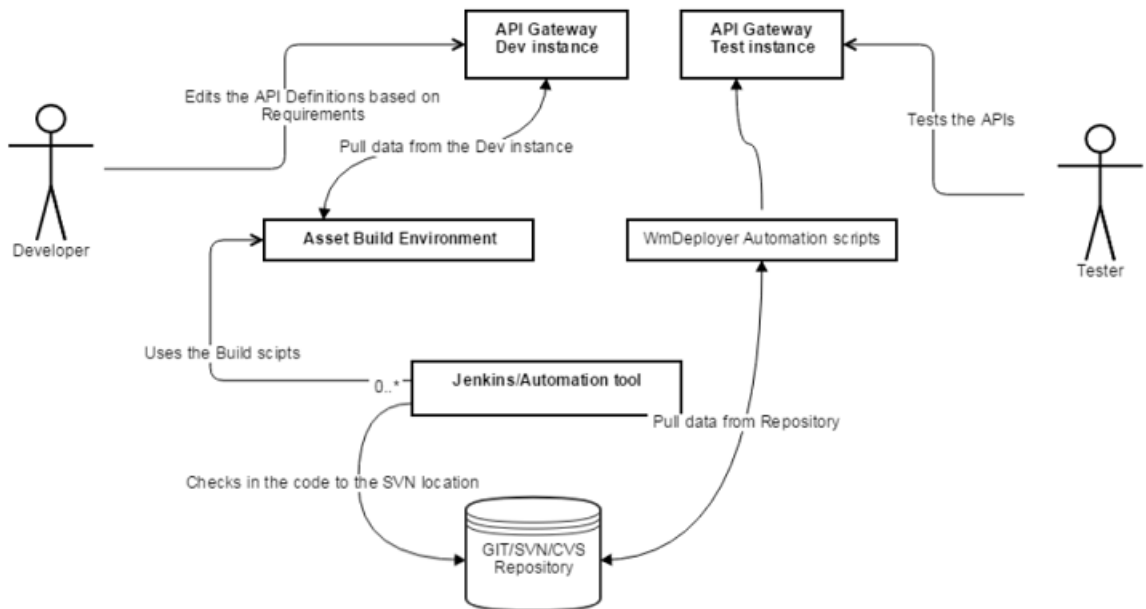 API Gateway
Dev instance
API Gateway
Test instance
Edits the API Definitions based on
Requirements
Tests the APIs
Pull data from the Dev instance
Developer
Asset Build Environment
WmDeployer Automation scripts
Tester
Uses the Build scipts
0..*
Jenkins/Automation tool
Pull data from Repository
Checks in the code to the SVN location
GIT/SVN/CVS
Repository